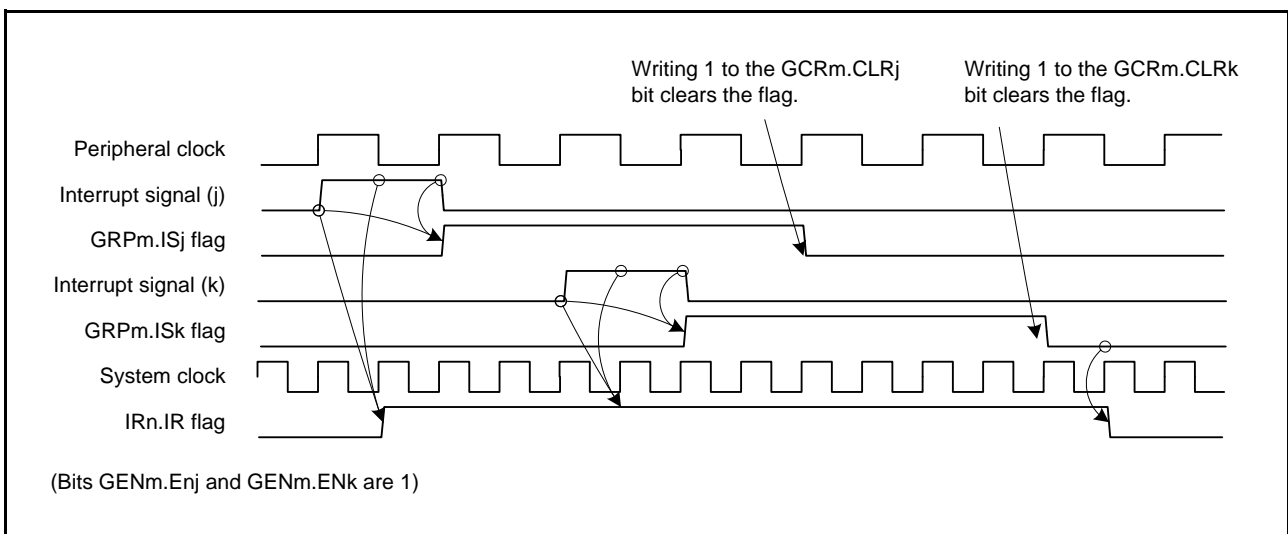 Writing 1 to the GCRm.CLRj
bit clears the flag.
Writing 1 to the GCRm.CLRk
bit clears the flag.
Peripheral clock
Interrupt signal (j)
GRPm.ISj flag
Interrupt signal (k)
GRPm.ISk flag
System clock
IRn.IR flag
(Bits GENm.Enj and GENm.ENk are 1)